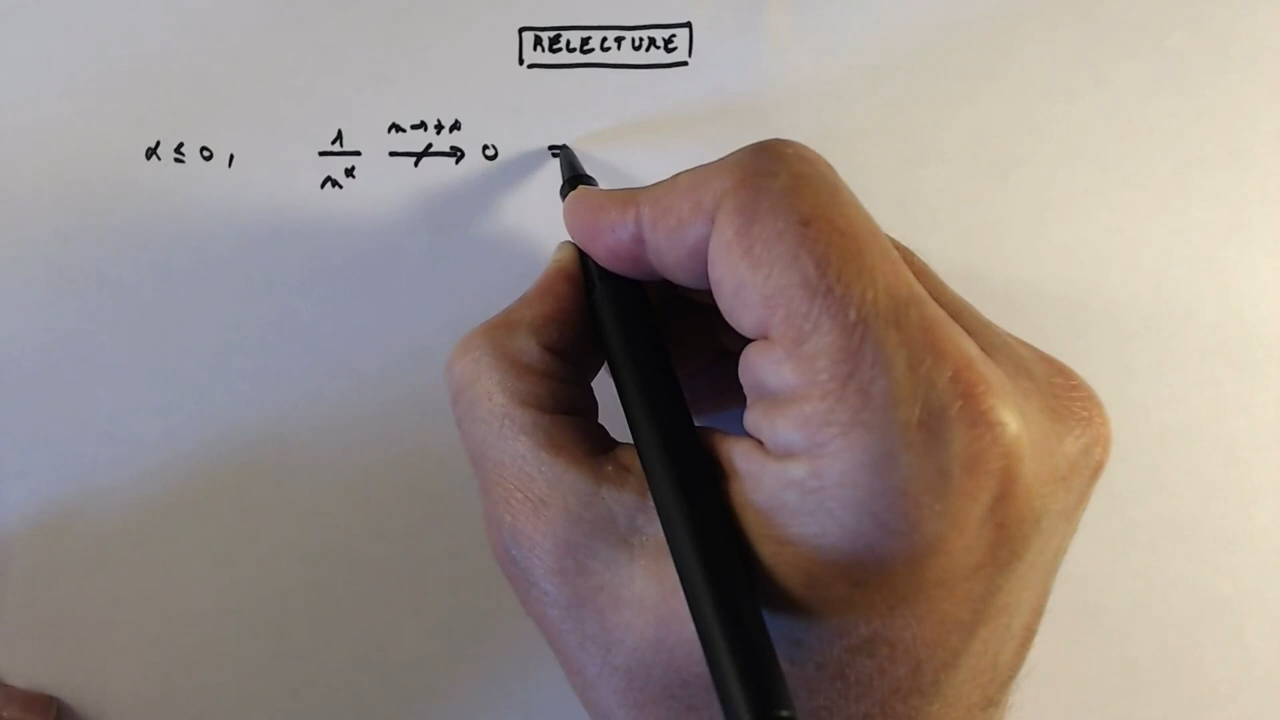 RELECTURE
α ≤ 0, 1/n^α n→+∞ ↛ 0 =